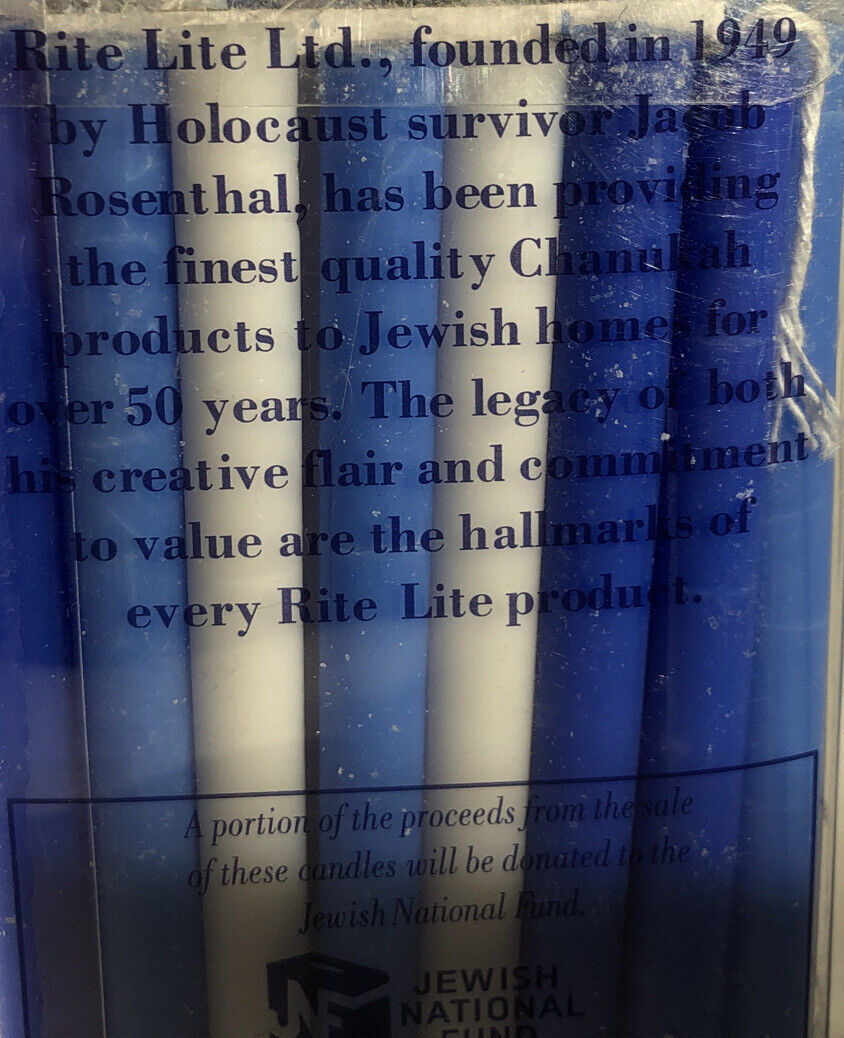 Rite Lite Ltd., founded in 1949
by Holocaust survivor Jacob
Rosenthal, has been providing
the finest quality Chanukah
products to Jewish homes for
over 50 years. The legacy of both
his creative flair and commitment
to value are the hallmarks of
every Rite Lite product.
A portion of the proceeds from the sale
of these candles will be donated to the
Jewish National Fund.
JNF
JEWISH
NATIONAL
FUND